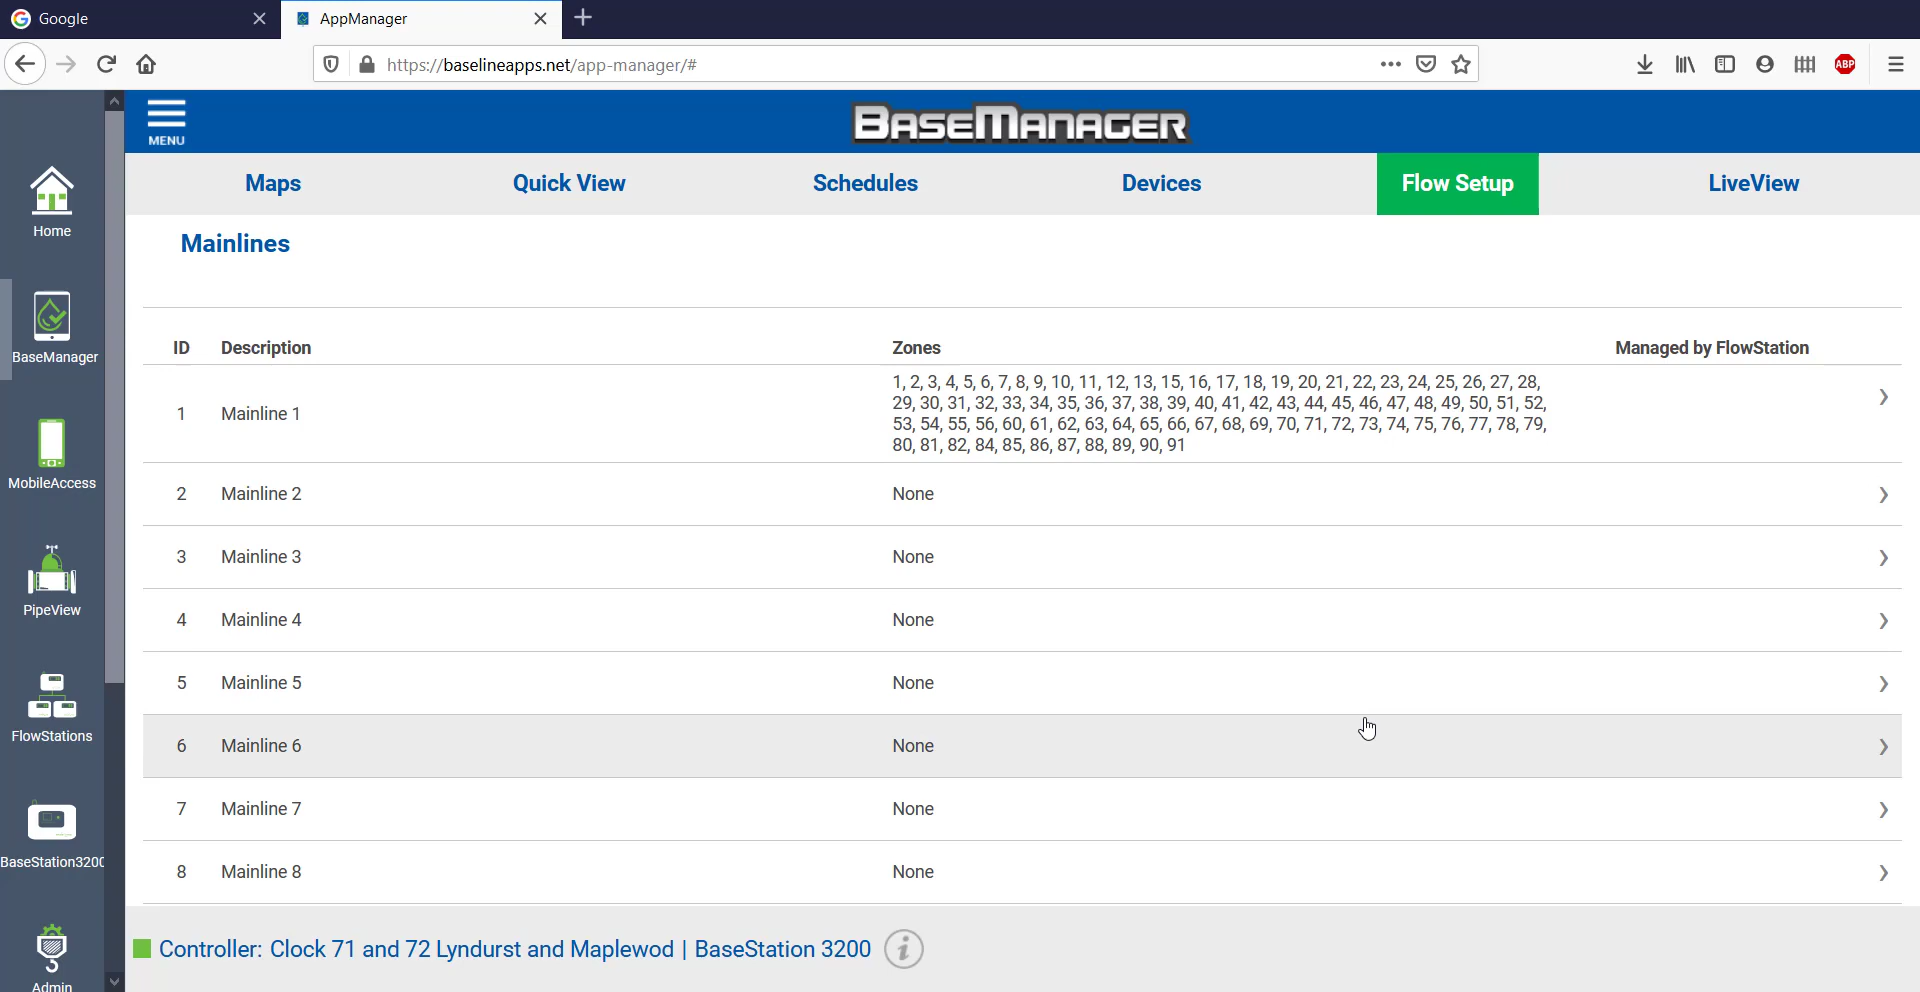 Google
AppManager
https://baselineapps.net/app-manager/#
ABP
MENU
BASEMANAGER
Maps
Quick View
Schedules
Devices
Flow Setup
LiveView
Home
BaseManager
MobileAccess
PipeView
FlowStations
BaseStation3200
Admin
Mainlines
ID
Description
Zones
Managed by FlowStation
1
Mainline 1
1, 2, 3, 4, 5, 6, 7, 8, 9, 10, 11, 12, 13, 15, 16, 17, 18, 19, 20, 21, 22, 23, 24, 25, 26, 27, 28,
29, 30, 31, 32, 33, 34, 35, 36, 37, 38, 39, 40, 41, 42, 43, 44, 45, 46, 47, 48, 49, 50, 51, 52,
53, 54, 55, 56, 60, 61, 62, 63, 64, 65, 66, 67, 68, 69, 70, 71, 72, 73, 74, 75, 76, 77, 78, 79,
80, 81, 82, 84, 85, 86, 87, 88, 89, 90, 91
2
Mainline 2
None
3
Mainline 3
None
4
Mainline 4
None
5
Mainline 5
None
6
Mainline 6
None
7
Mainline 7
None
8
Mainline 8
None
Controller: Clock 71 and 72 Lyndurst and Maplewod | BaseStation 3200
i